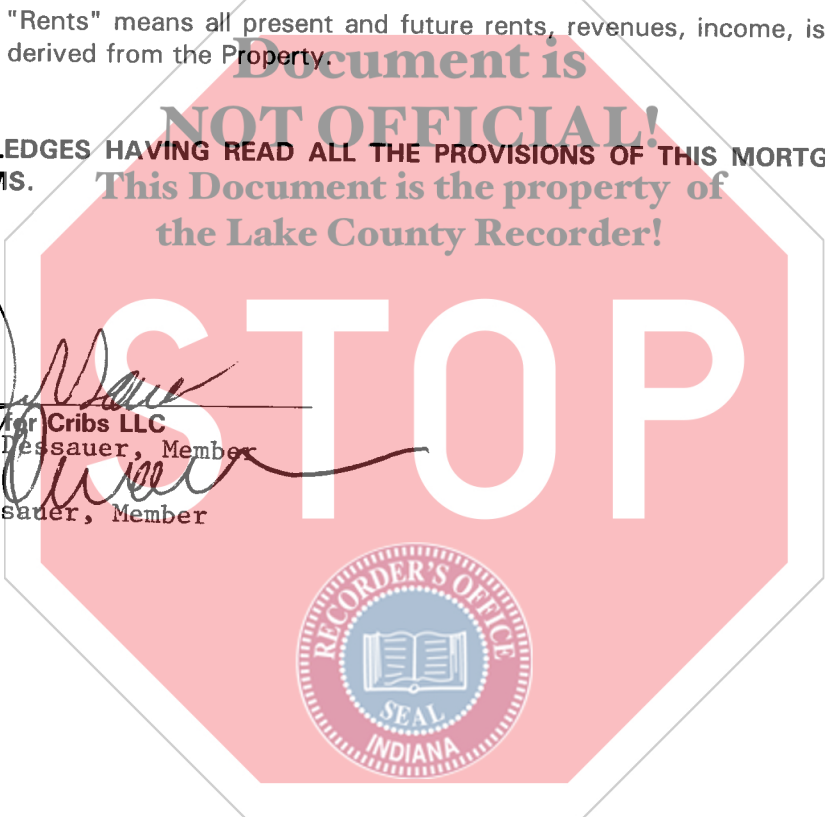 "Rents" means all present and future rents, revenues, income, is
derived from the Property.
Document is
NOT OFFICIAL!
LEDGES HAVING READ ALL THE PROVISIONS OF THIS MORTG
MS.
This Document is the property of
the Lake County Recorder!
STOP
for Cribs LLC
Dessauer, Member
sauer, Member
RECORDER'S OFFICE
SEAL
INDIANA